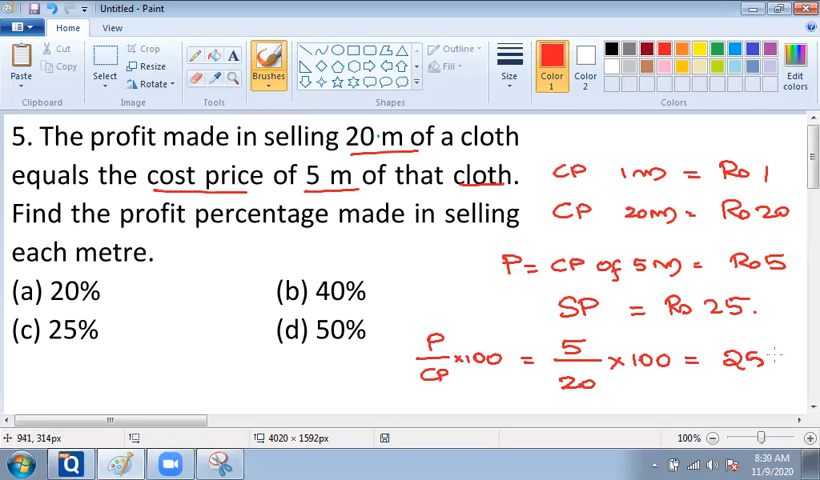 Untitled - Paint
Home
View
Paste
Cut
Copy
Clipboard
Select
Crop
Resize
Rotate
Image
Tools
Brushes
Shapes
Outline
Fill
Size
Color 1
Color 2
Edit colors
Colors
5. The profit made in selling 20 m of a cloth
equals the cost price of 5 m of that cloth.
Find the profit percentage made in selling
each metre.
(a) 20% (b) 40%
(c) 25% (d) 50%
CP 1m = Rs 1
CP 20m = Rs 20
P = CP of 5m = Rs 5
SP = Rs 25.
P/CP ×100 = 5/20 ×100 = 25
941, 314px
4020 × 1592px
100%
8:39 AM
11/9/2020